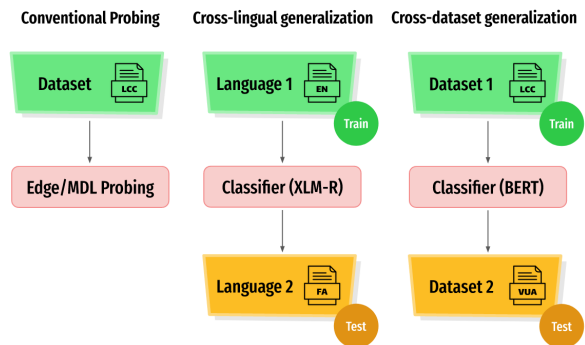 Conventional Probing
Cross-lingual generalization
Cross-dataset generalization
Dataset
LCC
Language 1
EN
Train
Dataset 1
LCC
Train
Edge/MDL Probing
Classifier (XLM-R)
Classifier (BERT)
Language 2
FA
Test
Dataset 2
VUA
Test